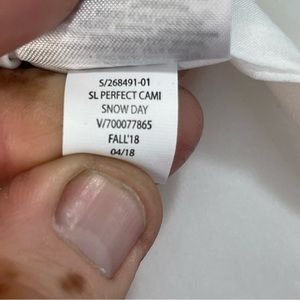 S/268491-01
SL PERFECT CAMI
SNOW DAY
V/700077865
FALL'18
04/18